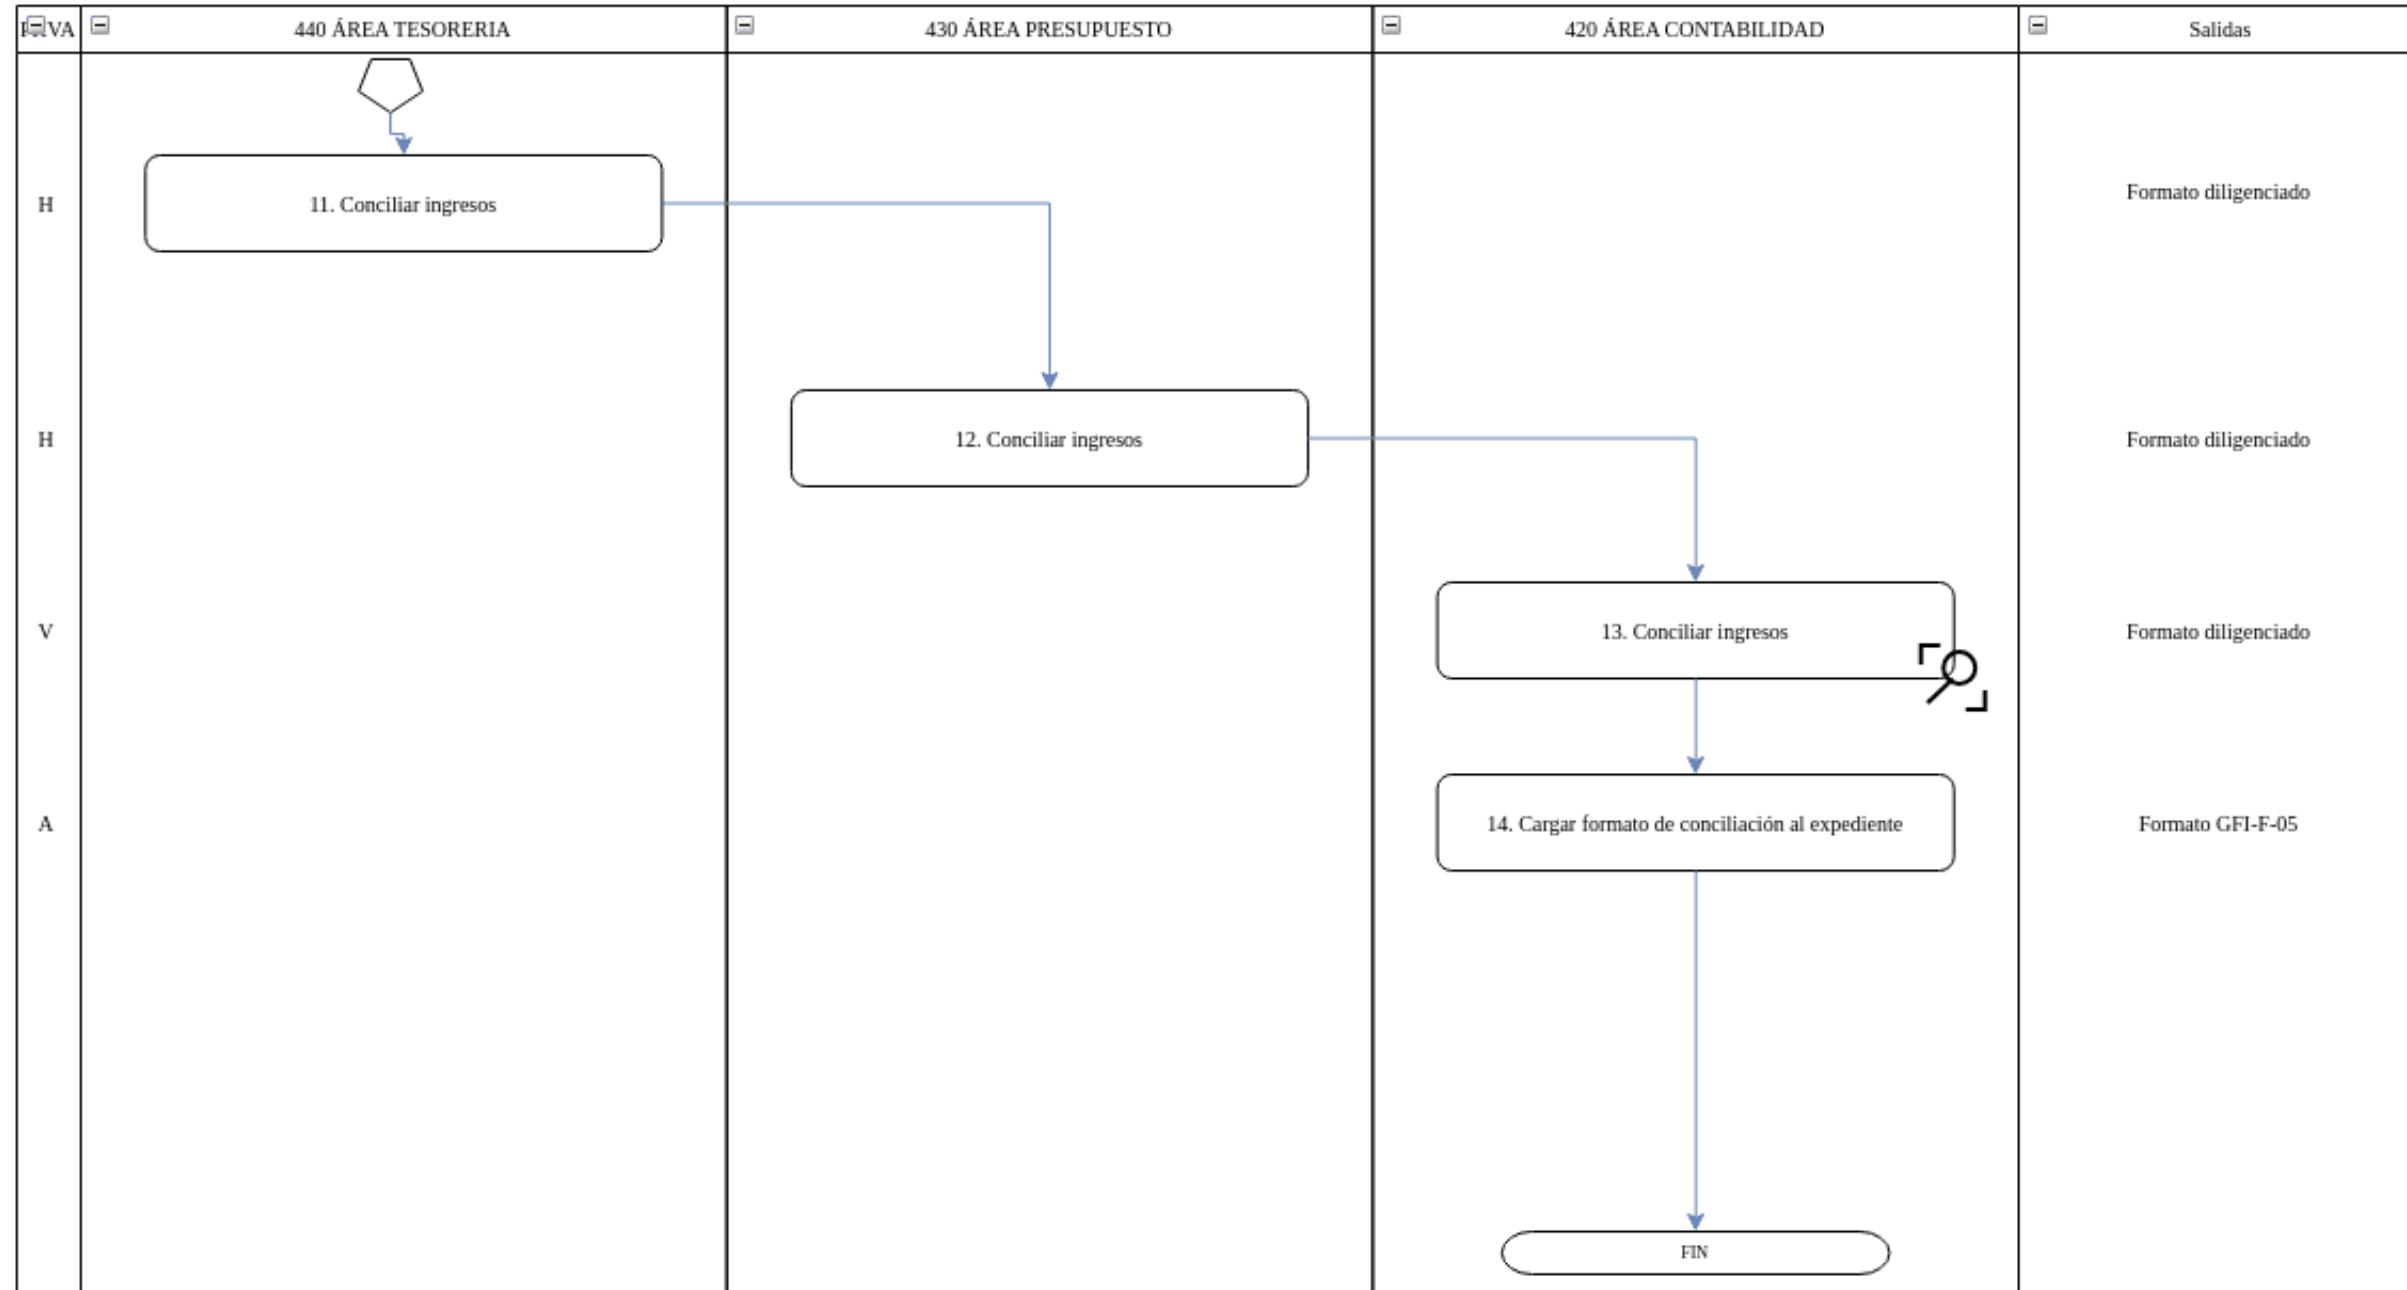 440 ÁREA TESORERIA
430 ÁREA PRESUPUESTO
420 ÁREA CONTABILIDAD
Salidas
H
11. Conciliar ingresos
Formato diligenciado
H
12. Conciliar ingresos
Formato diligenciado
V
13. Conciliar ingresos
Formato diligenciado
A
14. Cargar formato de conciliación al expediente
Formato GFI-F-05
FIN